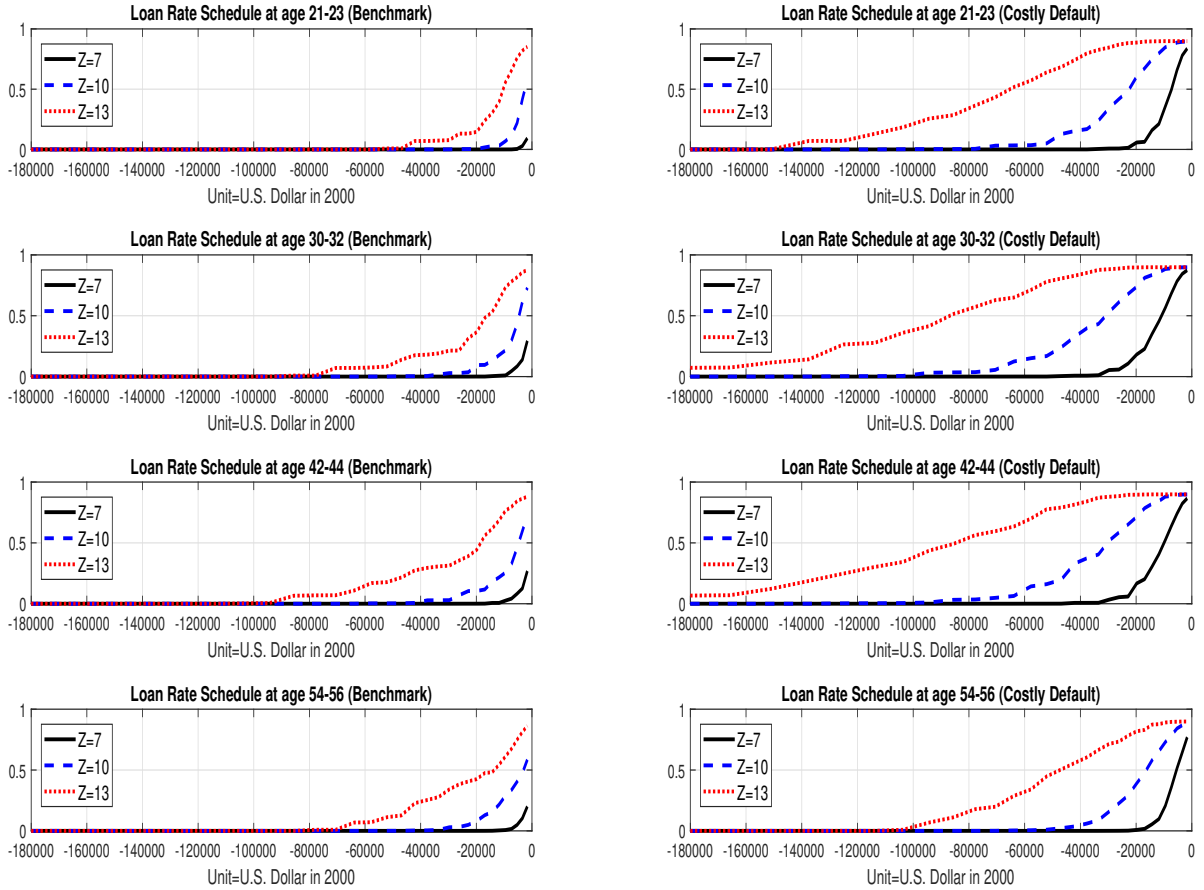 Loan Rate Schedule at age 21-23 (Benchmark)
1
0.5
0
Z=7
Z=10
Z=13
-180000 -160000 -140000 -120000 -100000 -80000 -60000 -40000 -20000 0
Unit=U.S. Dollar in 2000
Loan Rate Schedule at age 21-23 (Costly Default)
1
0.5
0
Z=7
Z=10
Z=13
-180000 -160000 -140000 -120000 -100000 -80000 -60000 -40000 -20000 0
Unit=U.S. Dollar in 2000
Loan Rate Schedule at age 30-32 (Benchmark)
1
0.5
0
Z=7
Z=10
Z=13
-180000 -160000 -140000 -120000 -100000 -80000 -60000 -40000 -20000 0
Unit=U.S. Dollar in 2000
Loan Rate Schedule at age 30-32 (Costly Default)
1
0.5
0
Z=7
Z=10
Z=13
-180000 -160000 -140000 -120000 -100000 -80000 -60000 -40000 -20000 0
Unit=U.S. Dollar in 2000
Loan Rate Schedule at age 42-44 (Benchmark)
1
0.5
0
Z=7
Z=10
Z=13
-180000 -160000 -140000 -120000 -100000 -80000 -60000 -40000 -20000 0
Unit=U.S. Dollar in 2000
Loan Rate Schedule at age 42-44 (Costly Default)
1
0.5
0
Z=7
Z=10
Z=13
-180000 -160000 -140000 -120000 -100000 -80000 -60000 -40000 -20000 0
Unit=U.S. Dollar in 2000
Loan Rate Schedule at age 54-56 (Benchmark)
1
0.5
0
Z=7
Z=10
Z=13
-180000 -160000 -140000 -120000 -100000 -80000 -60000 -40000 -20000 0
Unit=U.S. Dollar in 2000
Loan Rate Schedule at age 54-56 (Costly Default)
1
0.5
0
Z=7
Z=10
Z=13
-180000 -160000 -140000 -120000 -100000 -80000 -60000 -40000 -20000 0
Unit=U.S. Dollar in 2000